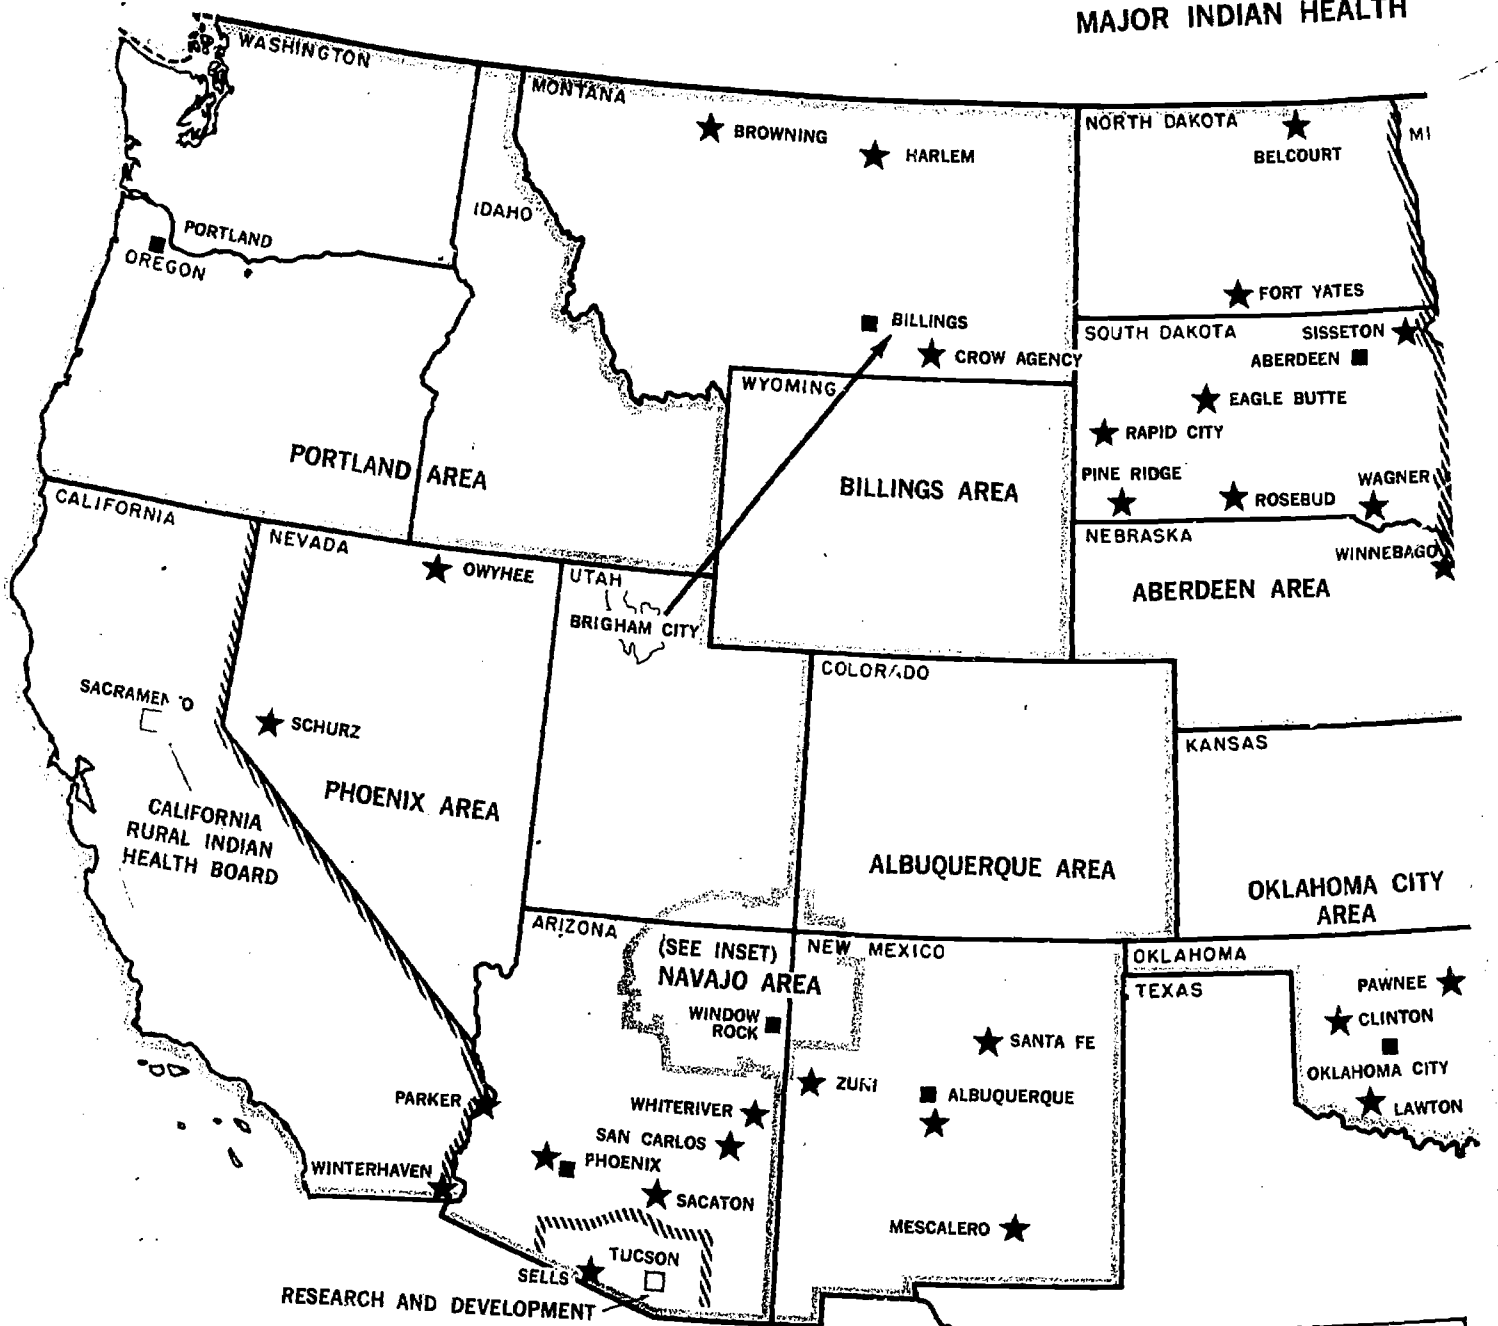 MAJOR INDIAN HEALTH
WASHINGTON
MONTANA
BROWNING
HARLEM
NORTH DAKOTA
BELCOURT
MI
IDAHO
PORTLAND
OREGON
FORT YATES
BILLINGS
CROW AGENCY
SOUTH DAKOTA
SISSETON
ABERDEEN
EAGLE BUTTE
RAPID CITY
PINE RIDGE
ROSEBUD
WAGNER
WYOMING
PORTLAND AREA
BILLINGS AREA
NEBRASKA
WINNEBAGO
ABERDEEN AREA
CALIFORNIA
NEVADA
OWYHEE
UTAH
BRIGHAM CITY
COLORADO
SACRAMEN O
SCHURZ
KANSAS
PHOENIX AREA
CALIFORNIA
RURAL INDIAN
HEALTH BOARD
ALBUQUERQUE AREA
OKLAHOMA CITY
AREA
ARIZONA
(SEE INSET)
NAVAJO AREA
NEW MEXICO
OKLAHOMA
TEXAS
PAWNEE
WINDOW
ROCK
CLINTON
SANTA FE
OKLAHOMA CITY
ZUNI
ALBUQUERQUE
LAWTON
PARKER
WHITERIVER
SAN CARLOS
PHOENIX
WINTERHAVEN
SACATON
MESCALERO
TUCSON
SELLS
RESEARCH AND DEVELOPMENT